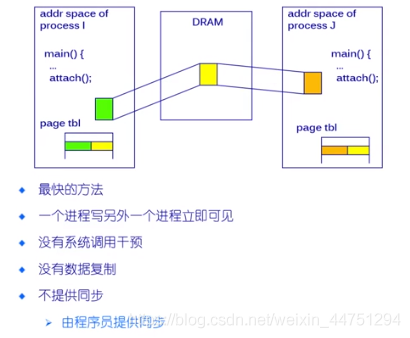 addr space of
process I
main() {
...
attach();
page tbl
DRAM
addr space of
process J
main() {
...
attach();
page tbl
最快的方法
一个进程写另外一个进程立即可见
没有系统调用干预
没有数据复制
不提供同步
由程序员提供同步
https://blog.csdn.net/weixin_44751294